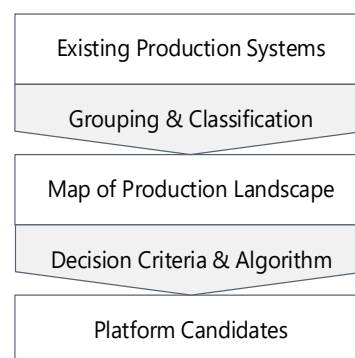 Existing Production Systems
Grouping & Classification
Map of Production Landscape
Decision Criteria & Algorithm
Platform Candidates